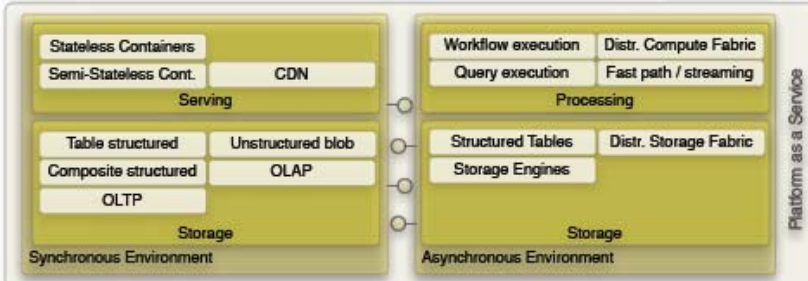 Stateless Containers
Semi-Stateless Cont.
CDN
Serving
Table structured
Unstructured blob
Composite structured
OLAP
OLTP
Storage
Synchronous Environment
Workflow execution
Distr. Compute Fabric
Query execution
Fast path / streaming
Processing
Structured Tables
Distr. Storage Fabric
Storage Engines
Storage
Asynchronous Environment
Platform as a Service